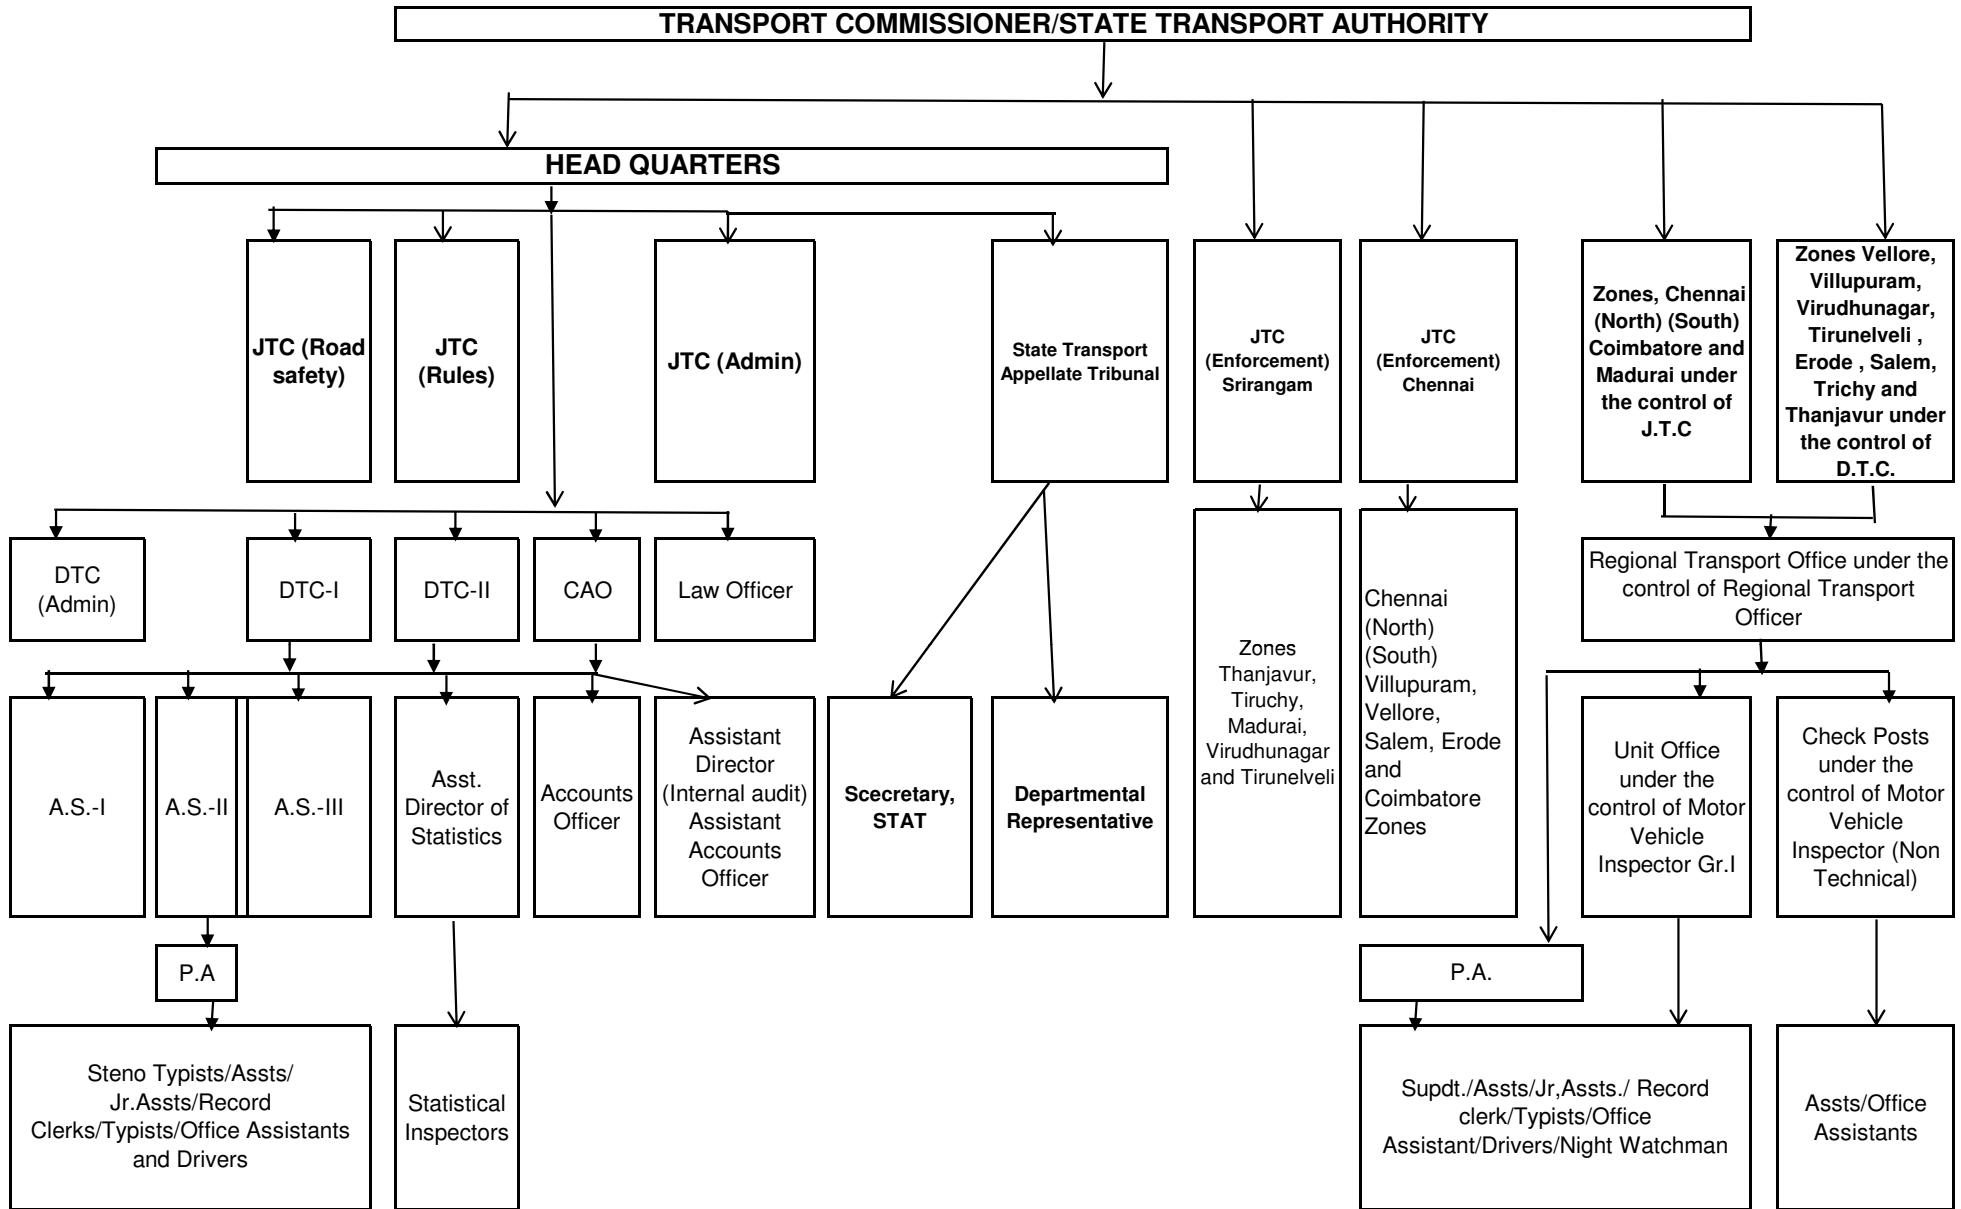 TRANSPORT COMMISSIONER/STATE TRANSPORT AUTHORITY
HEAD QUARTERS
JTC (Road
safety)
JTC
(Rules)
JTC (Admin)
State Transport
Appellate Tribunal
JTC
(Enforcement)
Srirangam
JTC
(Enforcement)
Chennai
Zones, Chennai
(North) (South)
Coimbatore and
Madurai under
the control of
J.T.C
Zones Vellore,
Villupuram,
Virudhunagar,
Tirunelveli ,
Erode , Salem,
Trichy and
Thanjavur under
the control of
D.T.C.
DTC
(Admin)
DTC-I
DTC-II
CAO
Law Officer
Zones
Thanjavur,
Tiruchy,
Madurai,
Virudhunagar
and Tirunelveli
Chennai
(North)
(South)
Villupuram,
Vellore,
Salem, Erode
and
Coimbatore
Zones
Regional Transport Office under the
control of Regional Transport
Officer
A.S.-I
A.S.-II
A.S.-III
Asst.
Director of
Statistics
Accounts
Officer
Assistant
Director
(Internal audit)
Assistant
Accounts
Officer
Scecretary,
STAT
Departmental
Representative
Unit Office
under the
control of Motor
Vehicle
Inspector Gr.I
Check Posts
under the
control of Motor
Vehicle
Inspector (Non
Technical)
P.A
P.A.
Steno Typists/Assts/
Jr.Assts/Record
Clerks/Typists/Office Assistants
and Drivers
Statistical
Inspectors
Supdt./Assts/Jr,Assts./ Record
clerk/Typists/Office
Assistant/Drivers/Night Watchman
Assts/Office
Assistants